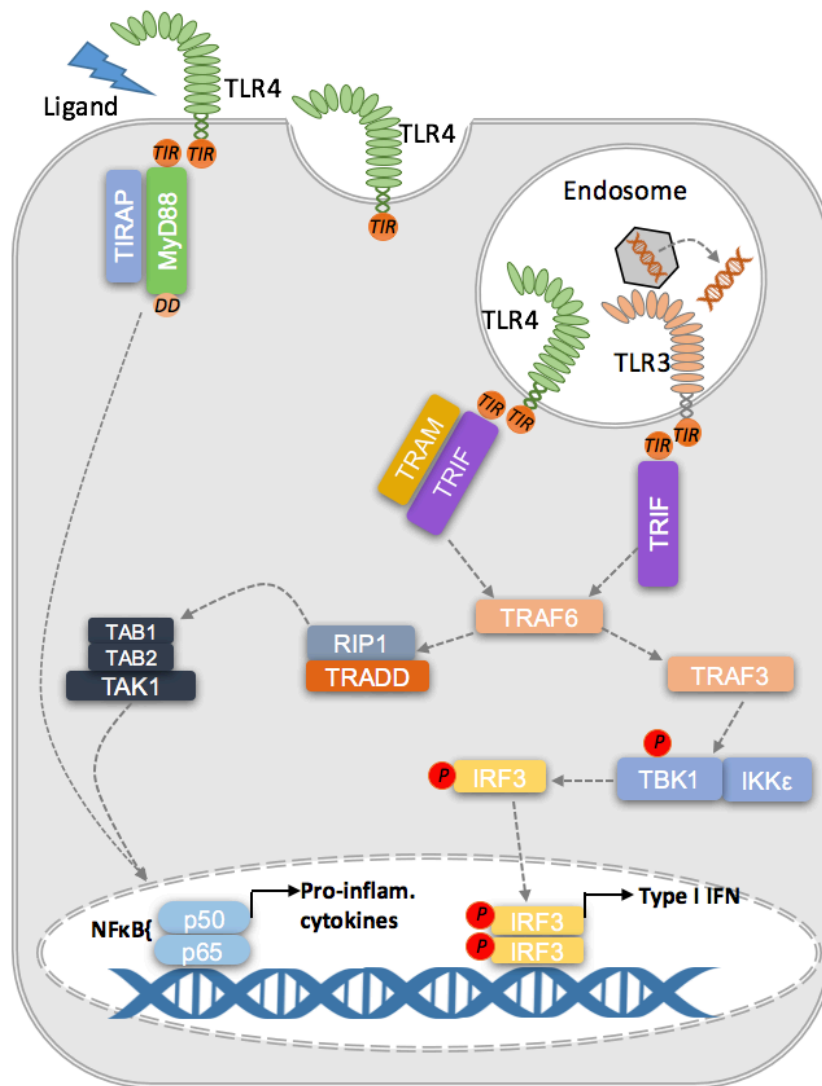 TLR4
Ligand
TLR4
TIR
TIR
TIRAP
MyD88
DD
TIR
Endosome
TLR4
TLR3
TIR
TIR
TIR
TIR
TRAM
TRIF
TRIF
TRAF6
TAB1
TAB2
TAK1
RIP1
TRADD
TRAF3
P
TBK1
IKKε
P
IRF3
NFκB{
p50
p65
Pro-inflam.
cytokines
P
IRF3
P
IRF3
Type I IFN